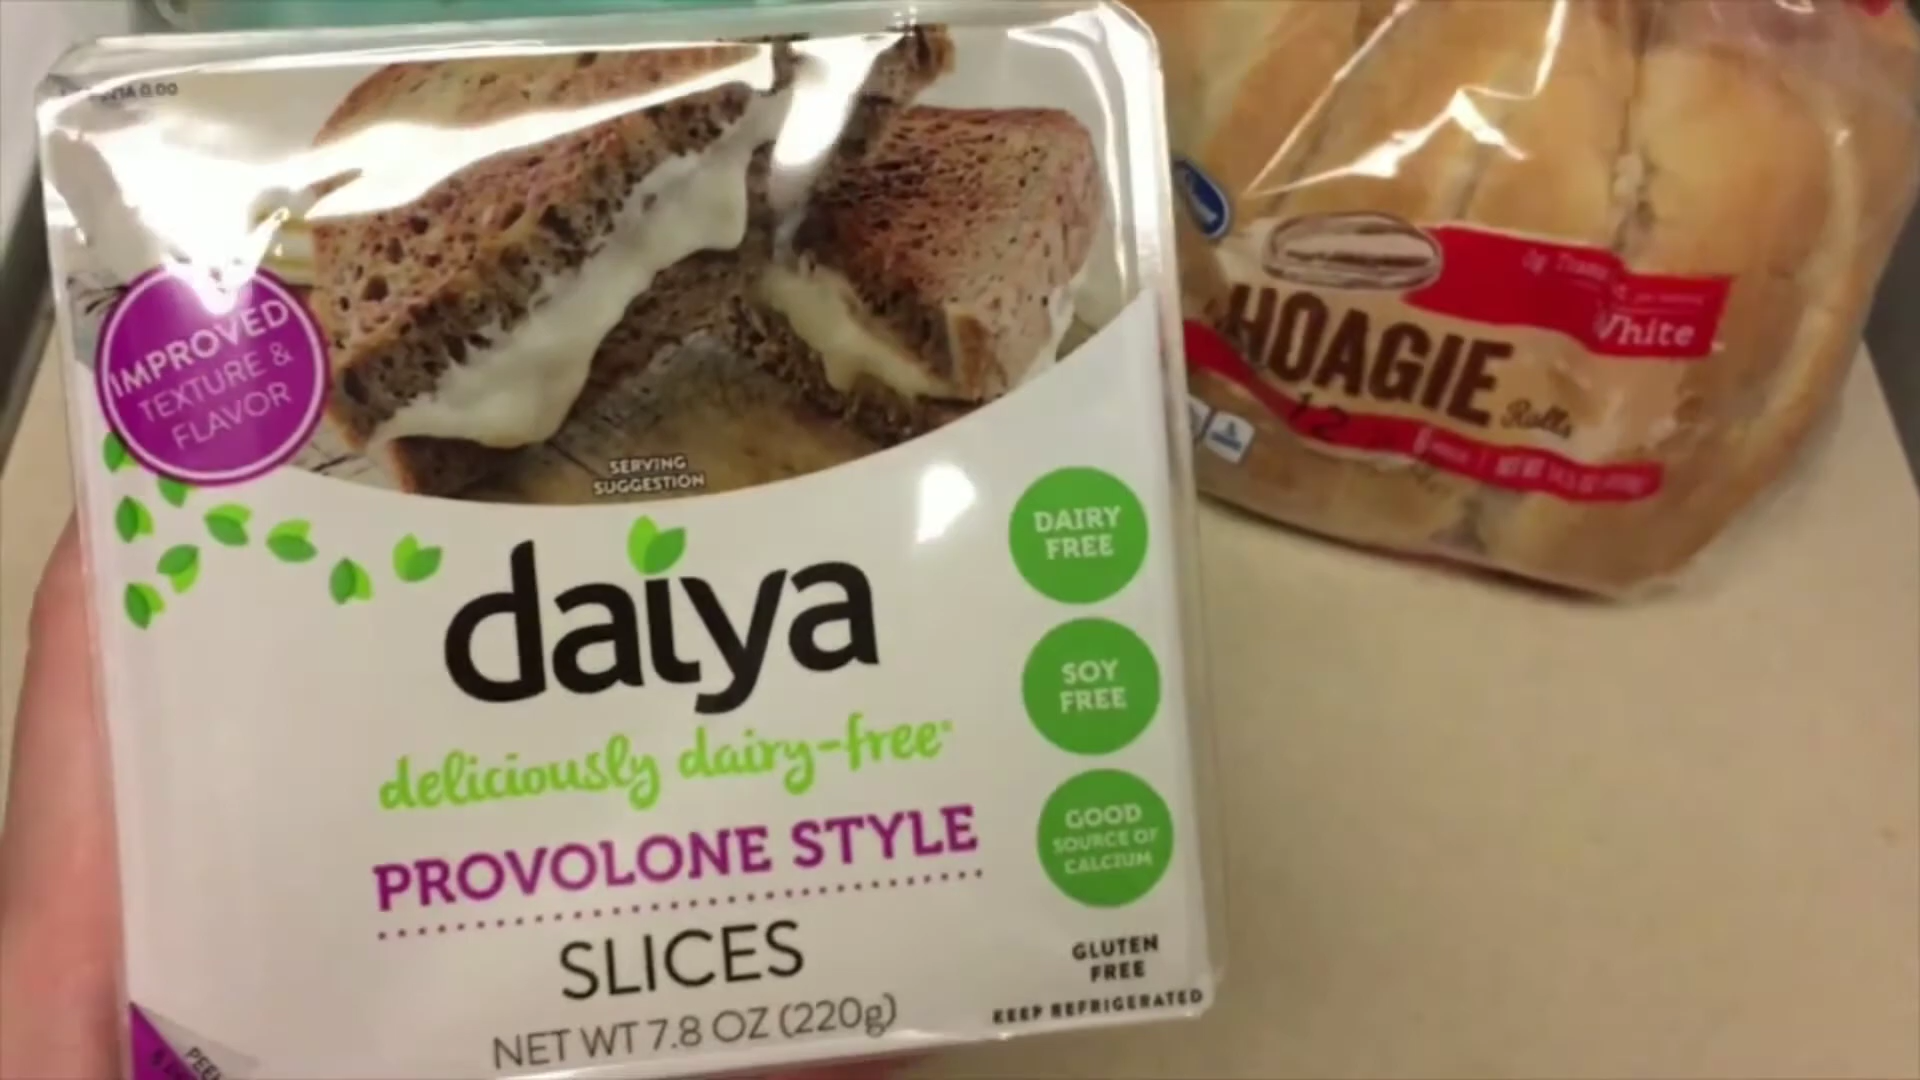 IMPROVED
TEXTURE &
FLAVOR
SERVING
SUGGESTION
daiya
deliciously dairy-free
PROVOLONE STYLE
SLICES
NET WT 7.8 OZ (220g)
DAIRY
FREE
SOY
FREE
GOOD
SOURCE OF
CALCIUM
GLUTEN
FREE
KEEP REFRIGERATED
White
HOAGIE Rolls